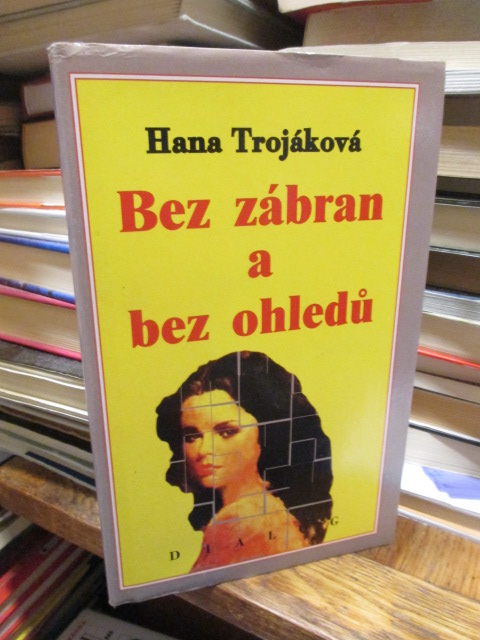 Hana Trojáková
Bez zábran
a
bez ohledů